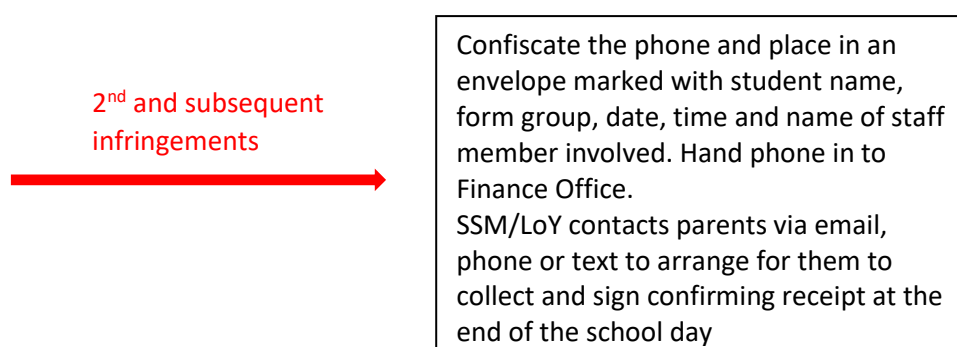 2nd and subsequent
infringements
Confiscate the phone and place in an
envelope marked with student name,
form group, date, time and name of staff
member involved. Hand phone in to
Finance Office.
SSM/LoY contacts parents via email,
phone or text to arrange for them to
collect and sign confirming receipt at the
end of the school day